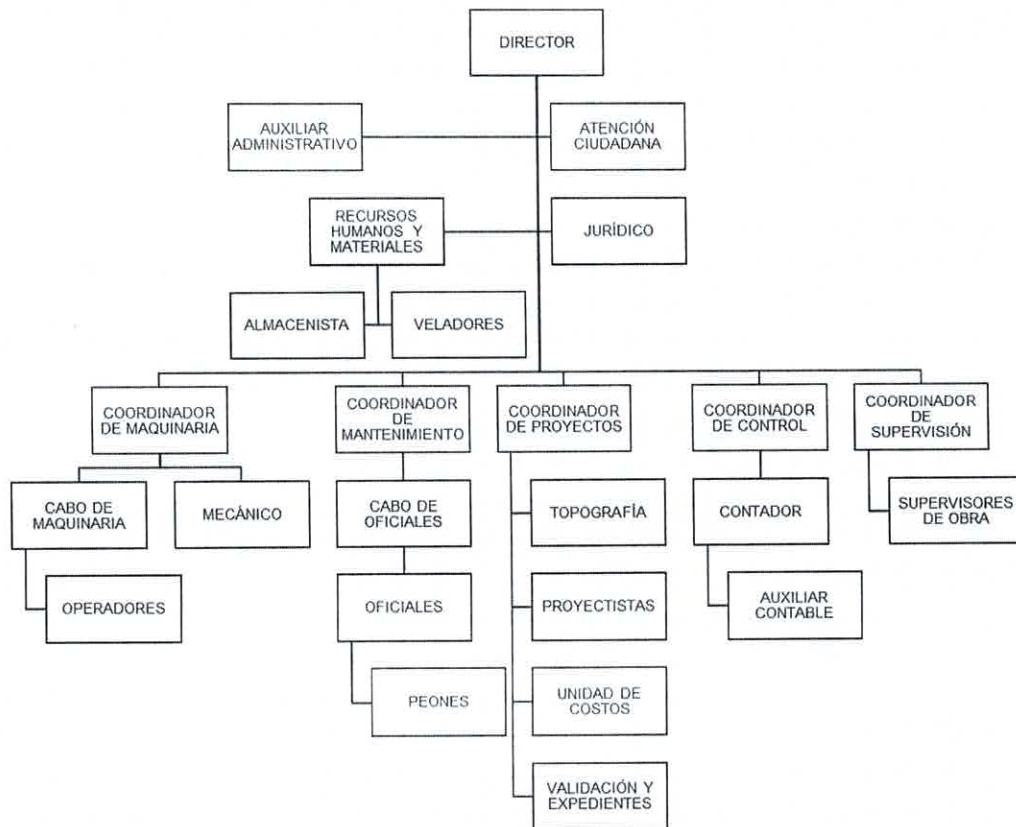 DIRECTOR
AUXILIAR
ADMINISTRATIVO
ATENCIÓN
CIUDADANA
RECURSOS
HUMANOS Y
MATERIALES
JURÍDICO
ALMACENISTA
VELADORES
COORDINADOR
DE MAQUINARIA
COORDINADOR
DE
MANTENIMIENTO
COORDINADOR
DE PROYECTOS
COORDINADOR
DE CONTROL
COORDINADOR
DE
SUPERVISIÓN
CABO DE
MAQUINARIA
MECÁNICO
CABO DE
OFICIALES
TOPOGRAFÍA
CONTADOR
SUPERVISORES
DE OBRA
OPERADORES
OFICIALES
PROYECTISTAS
AUXILIAR
CONTABLE
PEONES
UNIDAD DE
COSTOS
VALIDACIÓN Y
EXPEDIENTES